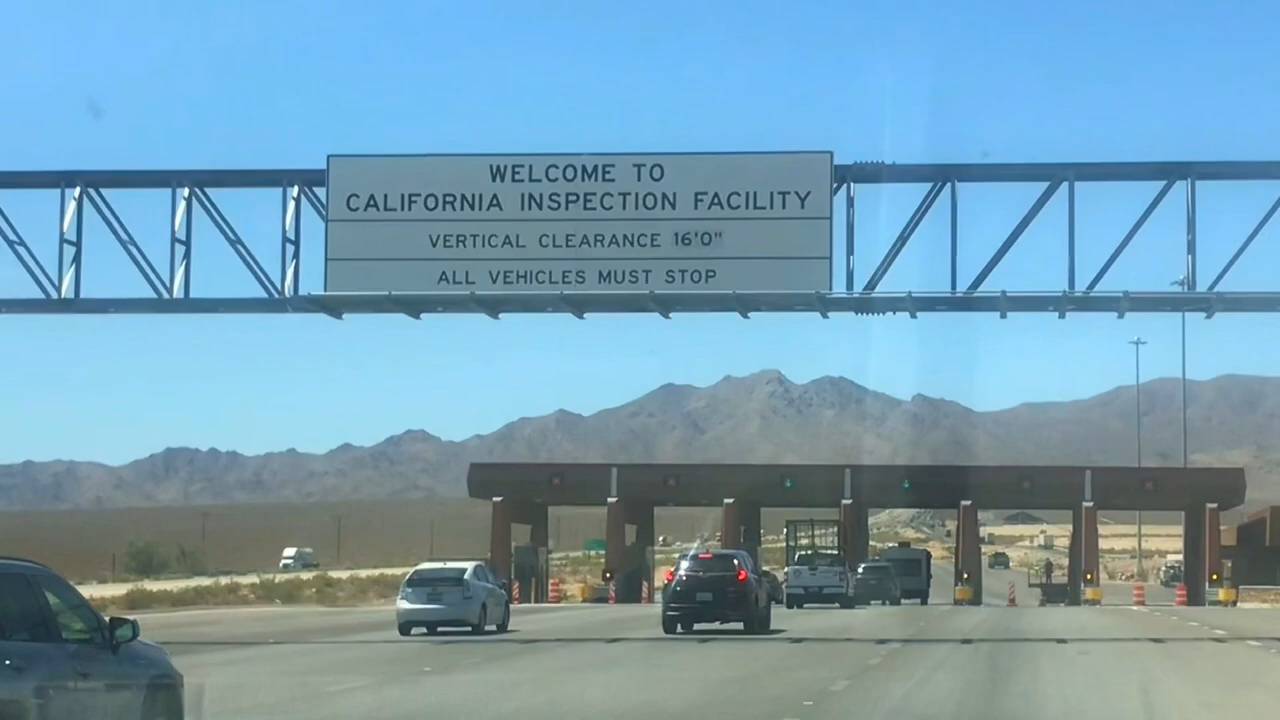 WELCOME TO
CALIFORNIA INSPECTION FACILITY
VERTICAL CLEARANCE 16'0"
ALL VEHICLES MUST STOP